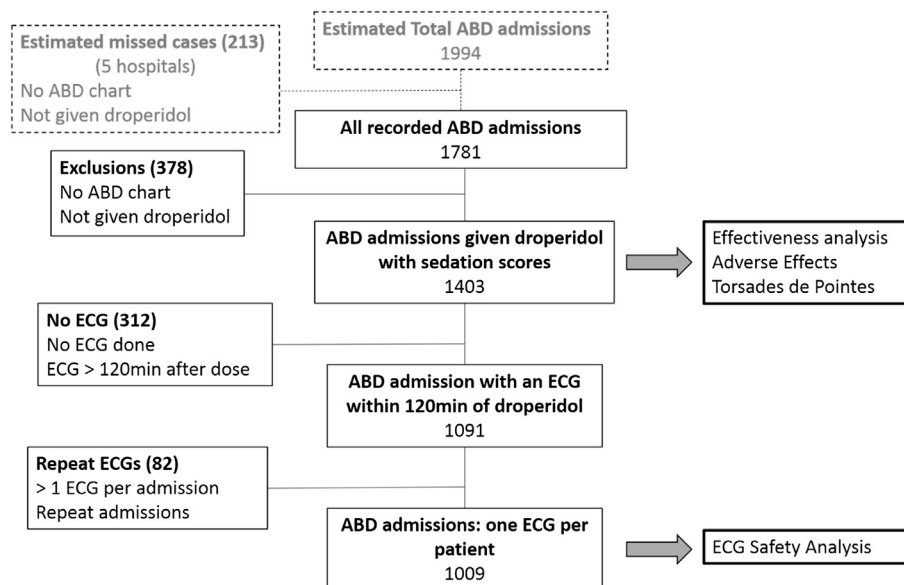 Estimated missed cases (213)
(5 hospitals)
No ABD chart
Not given droperidol
Estimated Total ABD admissions
1994
All recorded ABD admissions
1781
Exclusions (378)
No ABD chart
Not given droperidol
ABD admissions given droperidol
with sedation scores
1403
Effectiveness analysis
Adverse Effects
Torsades de Pointes
No ECG (312)
No ECG done
ECG > 120min after dose
ABD admission with an ECG
within 120min of droperidol
1091
Repeat ECGs (82)
> 1 ECG per admission
Repeat admissions
ABD admissions: one ECG per
patient
1009
ECG Safety Analysis